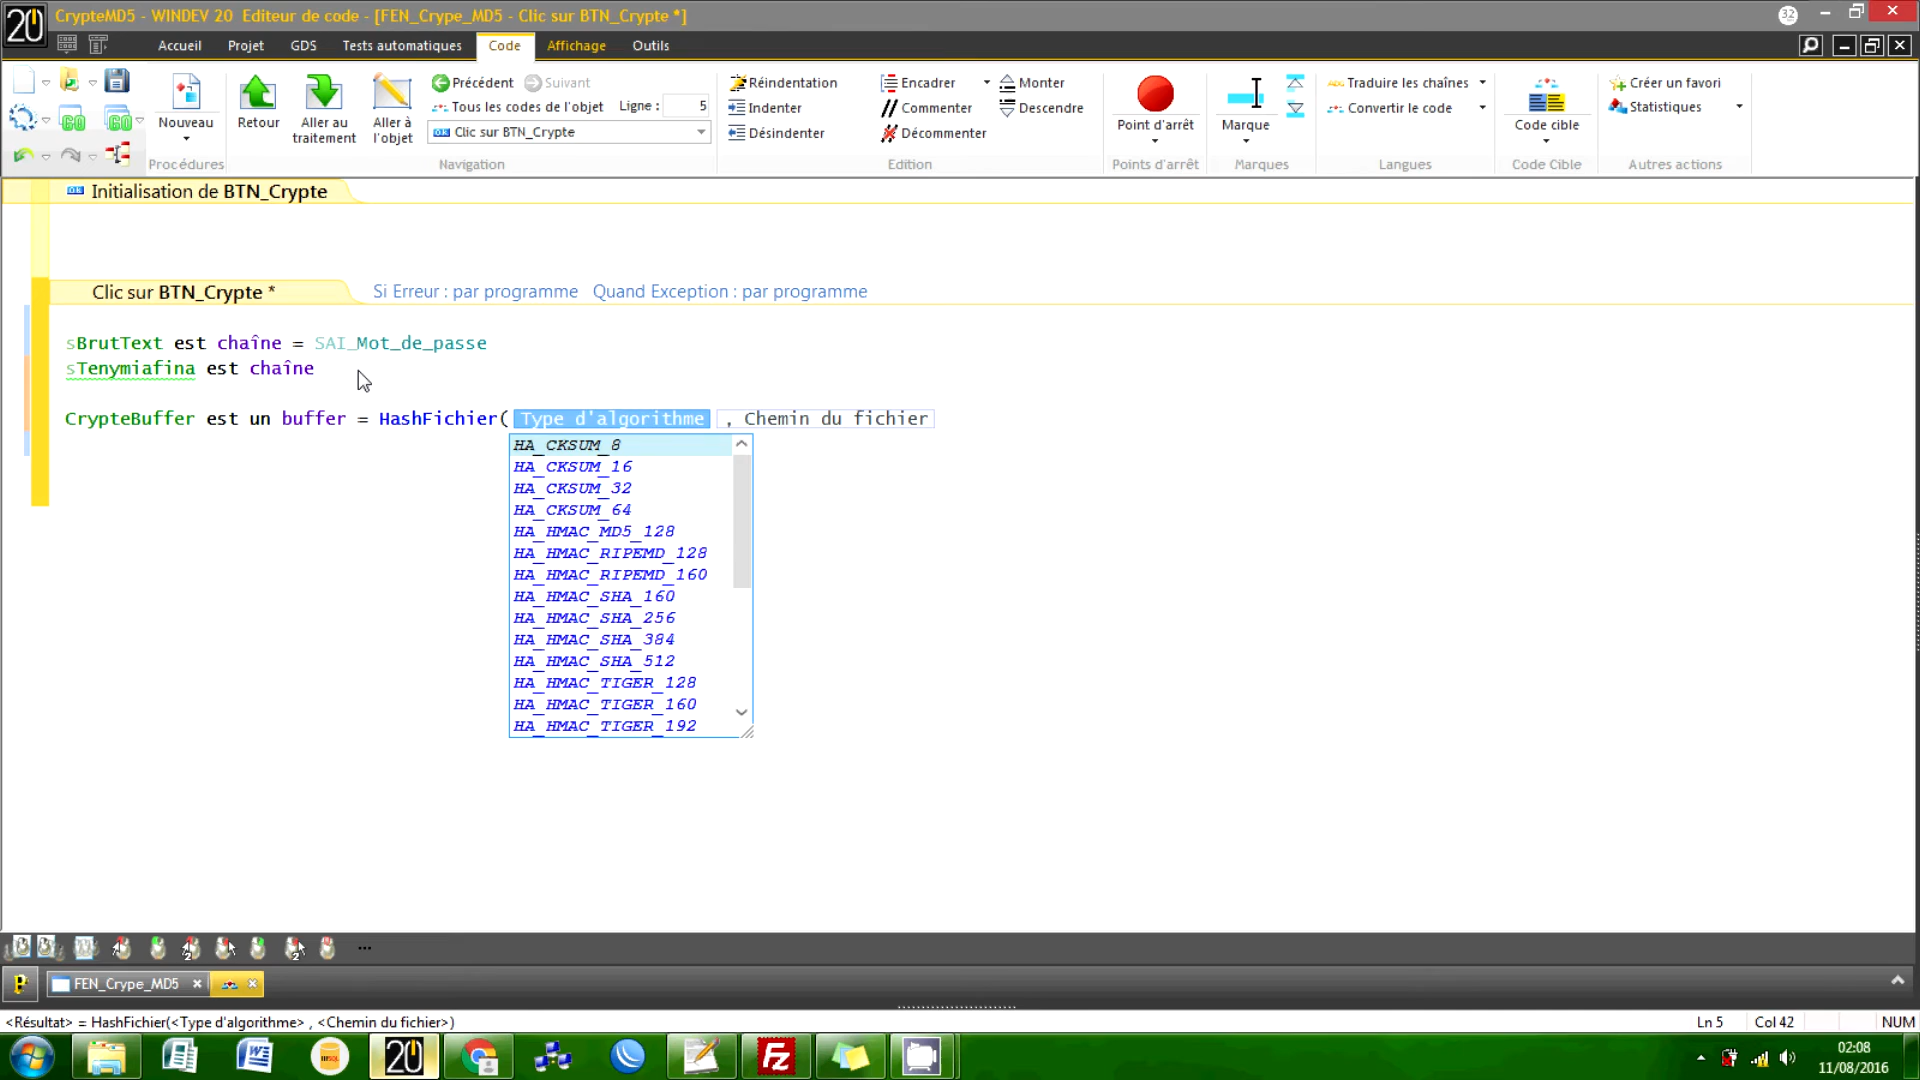 20
CrypteMD5 - WINDEV 20 Editeur de code - [FEN_Crype_MD5 - Clic sur BTN_Crypte *]
32
Accueil Projet GDS Tests automatiques Code Affichage Outils
Nouveau
Procédures
Retour
Aller au traitement
Aller à l'objet
Précédent Suivant
Tous les codes de l'objet Ligne : 5
Clic sur BTN_Crypte
Navigation
Réindentation
Indenter
Désindenter
Encadrer
Commenter
Décommenter
Monter
Descendre
Edition
Point d'arrêt
Points d'arrêt
Marque
Marques
Traduire les chaînes
Convertir le code
Langues
Code cible
Code Cible
Créer un favori
Statistiques
Autres actions
Initialisation de BTN_Crypte
Clic sur BTN_Crypte * Si Erreur : par programme Quand Exception : par programme
sBrutText est chaîne = SAI_Mot_de_passe
sTenymiafina est chaîne
CrypteBuffer est un buffer = HashFichier( Type d'algorithme , Chemin du fichier
HA_CKSUM_8
HA_CKSUM_16
HA_CKSUM_32
HA_CKSUM_64
HA_HMAC_MD5_128
HA_HMAC_RIPEMD_128
HA_HMAC_RIPEMD_160
HA_HMAC_SHA_160
HA_HMAC_SHA_256
HA_HMAC_SHA_384
HA_HMAC_SHA_512
HA_HMAC_TIGER_128
HA_HMAC_TIGER_160
HA_HMAC_TIGER_192
...
FEN_Crype_MD5
<Résultat> = HashFichier(<Type d'algorithme> , <Chemin du fichier>)
Ln 5 Col 42 NUM
20
02:08
11/08/2016